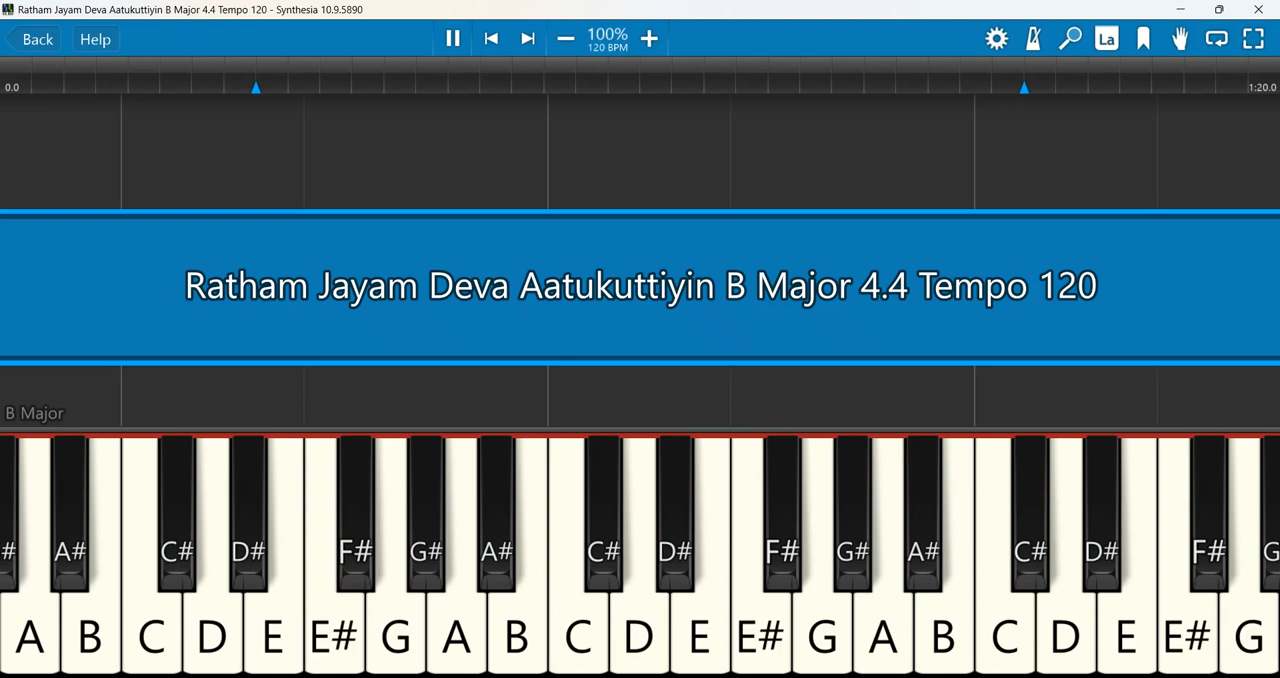 Ratham Jayam Deva Aatukuttiyin B Major 4.4 Tempo 120 - Synthesia 10.9.5890
Back Help 100% La
120 BPM
0.0 1:20.0
Ratham Jayam Deva Aatukuttiyin B Major 4.4 Tempo 120
B Major
# A# C# D# F# G# A# C# D# F# G# A# C# D# F# G
A B C D E E# G A B C D E E# G A B C D E E# G